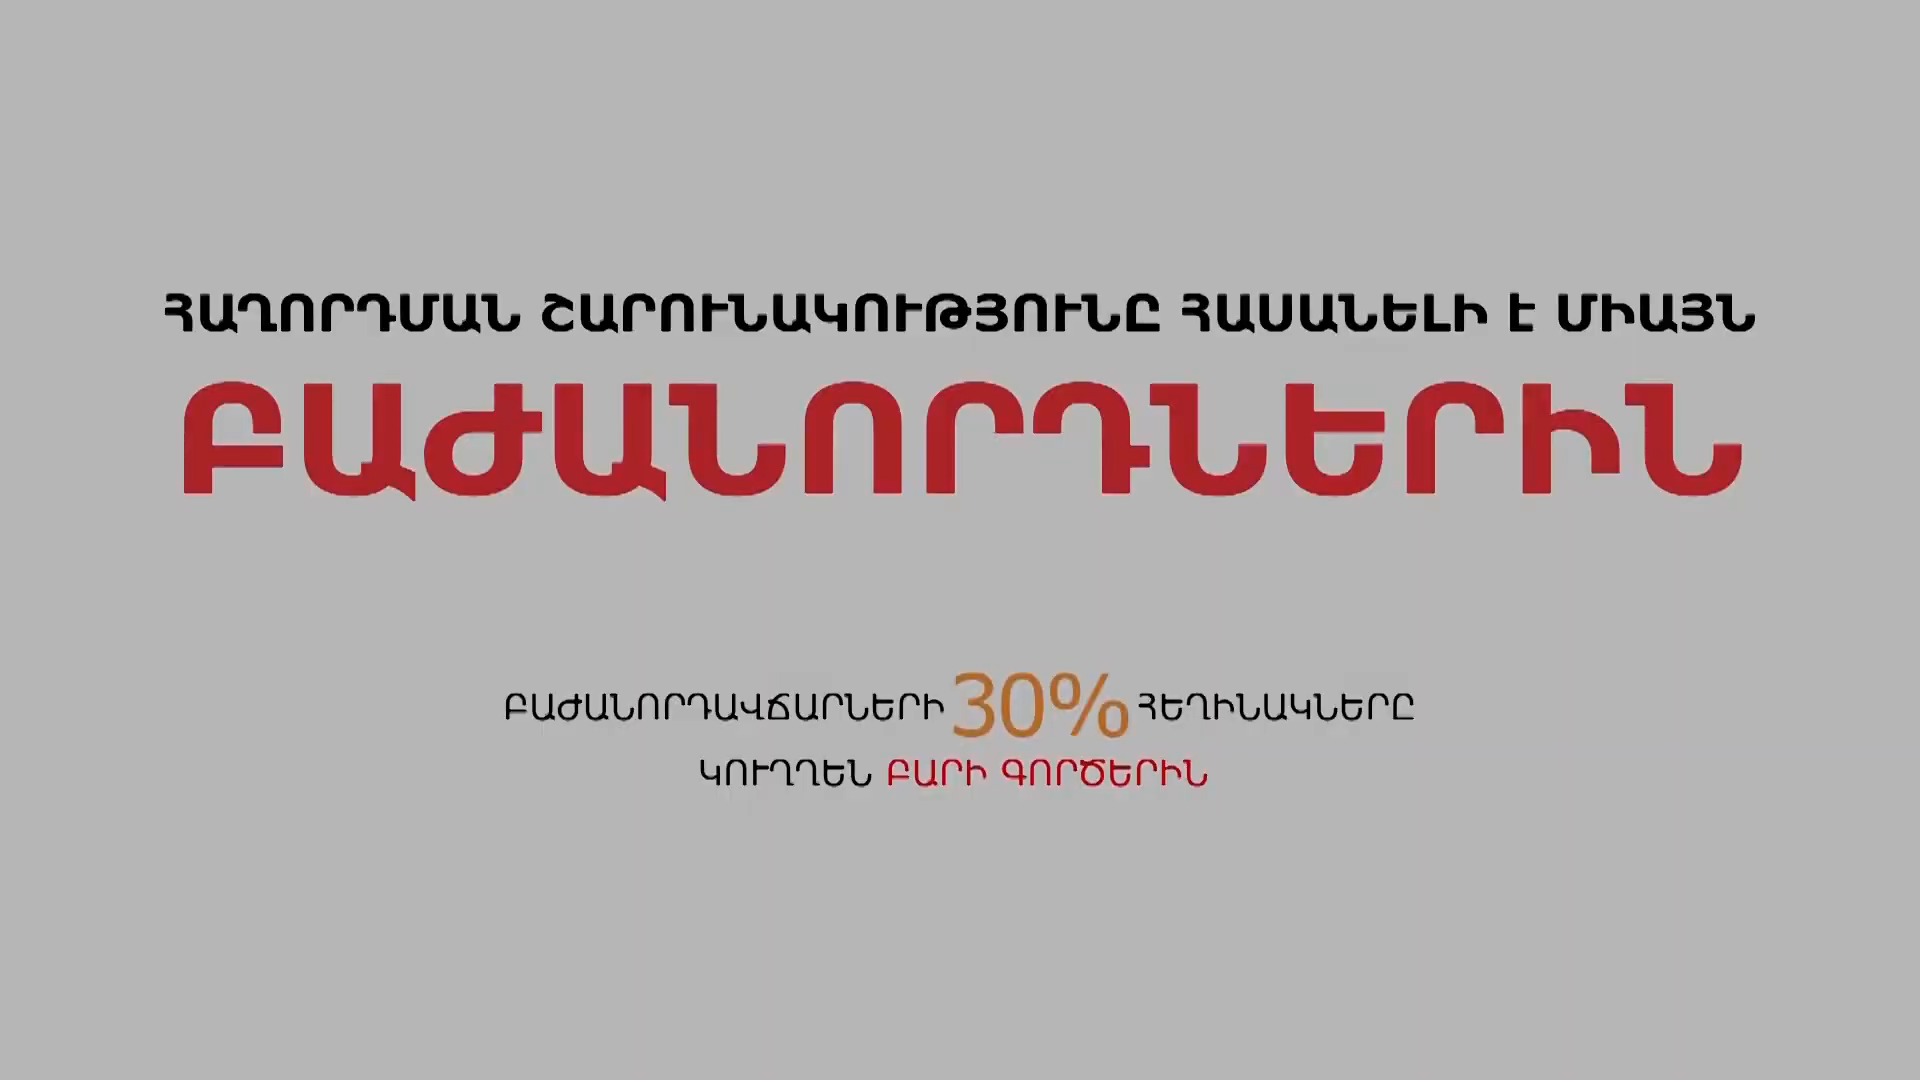 ՀԱՂՈՐԴՄԱՆ ՇԱՐՈՒՆԱԿՈՒԹՅՈՒՆԸ ՀԱՍԱՆԵԼԻ Է ՄԻԱՅՆ
ԲԱԺԱՆՈՐԴՆԵՐԻՆ
ԲԱԺԱՆՈՐԴԱՎՃԱՐՆԵՐԻ 30% ՀԵՂԻՆԱԿՆԵՐԸ
ԿՈՒՂՂԵՆ ԲԱՐԻ ԳՈՐԾԵՐԻՆ